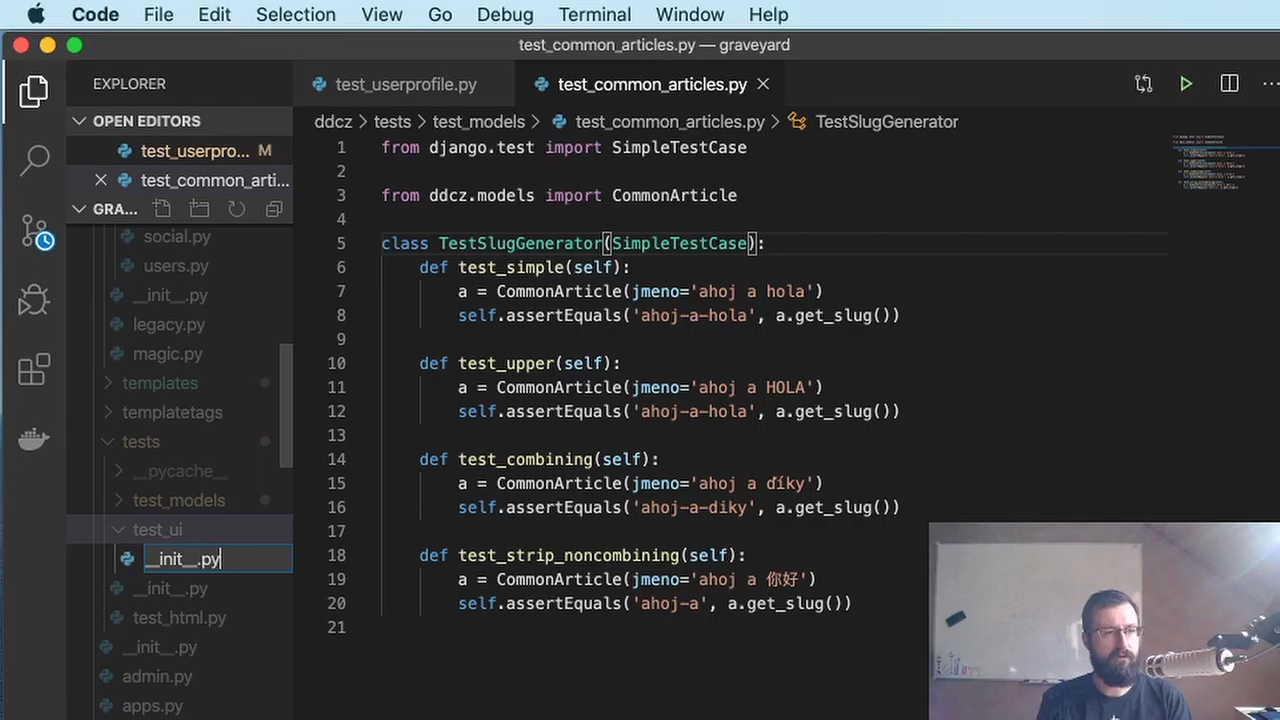 Code File Edit Selection View Go Debug Terminal Window Help
test_common_articles.py — graveyard
EXPLORER
test_userprofile.py
test_common_articles.py
OPEN EDITORS
test_userpro... M
test_common_arti...
GRA...
social.py
users.py
__init__.py
legacy.py
magic.py
templates
templatetags
tests
__pycache__
test_models
test_ui
__init__.py
__init__.py
test_html.py
__init__.py
admin.py
apps.py
ddcz > tests > test_models > test_common_articles.py > TestSlugGenerator
1 from django.test import SimpleTestCase
2
3 from ddcz.models import CommonArticle
4
5 class TestSlugGenerator(SimpleTestCase):
6 def test_simple(self):
7 a = CommonArticle(jmeno='ahoj a hola')
8 self.assertEquals('ahoj-a-hola', a.get_slug())
9
10 def test_upper(self):
11 a = CommonArticle(jmeno='ahoj a HOLA')
12 self.assertEquals('ahoj-a-hola', a.get_slug())
13
14 def test_combining(self):
15 a = CommonArticle(jmeno='ahoj a ďíky')
16 self.assertEquals('ahoj-a-diky', a.get_slug())
17
18 def test_strip_noncombining(self):
19 a = CommonArticle(jmeno='ahoj a 你好')
20 self.assertEquals('ahoj-a', a.get_slug())
21